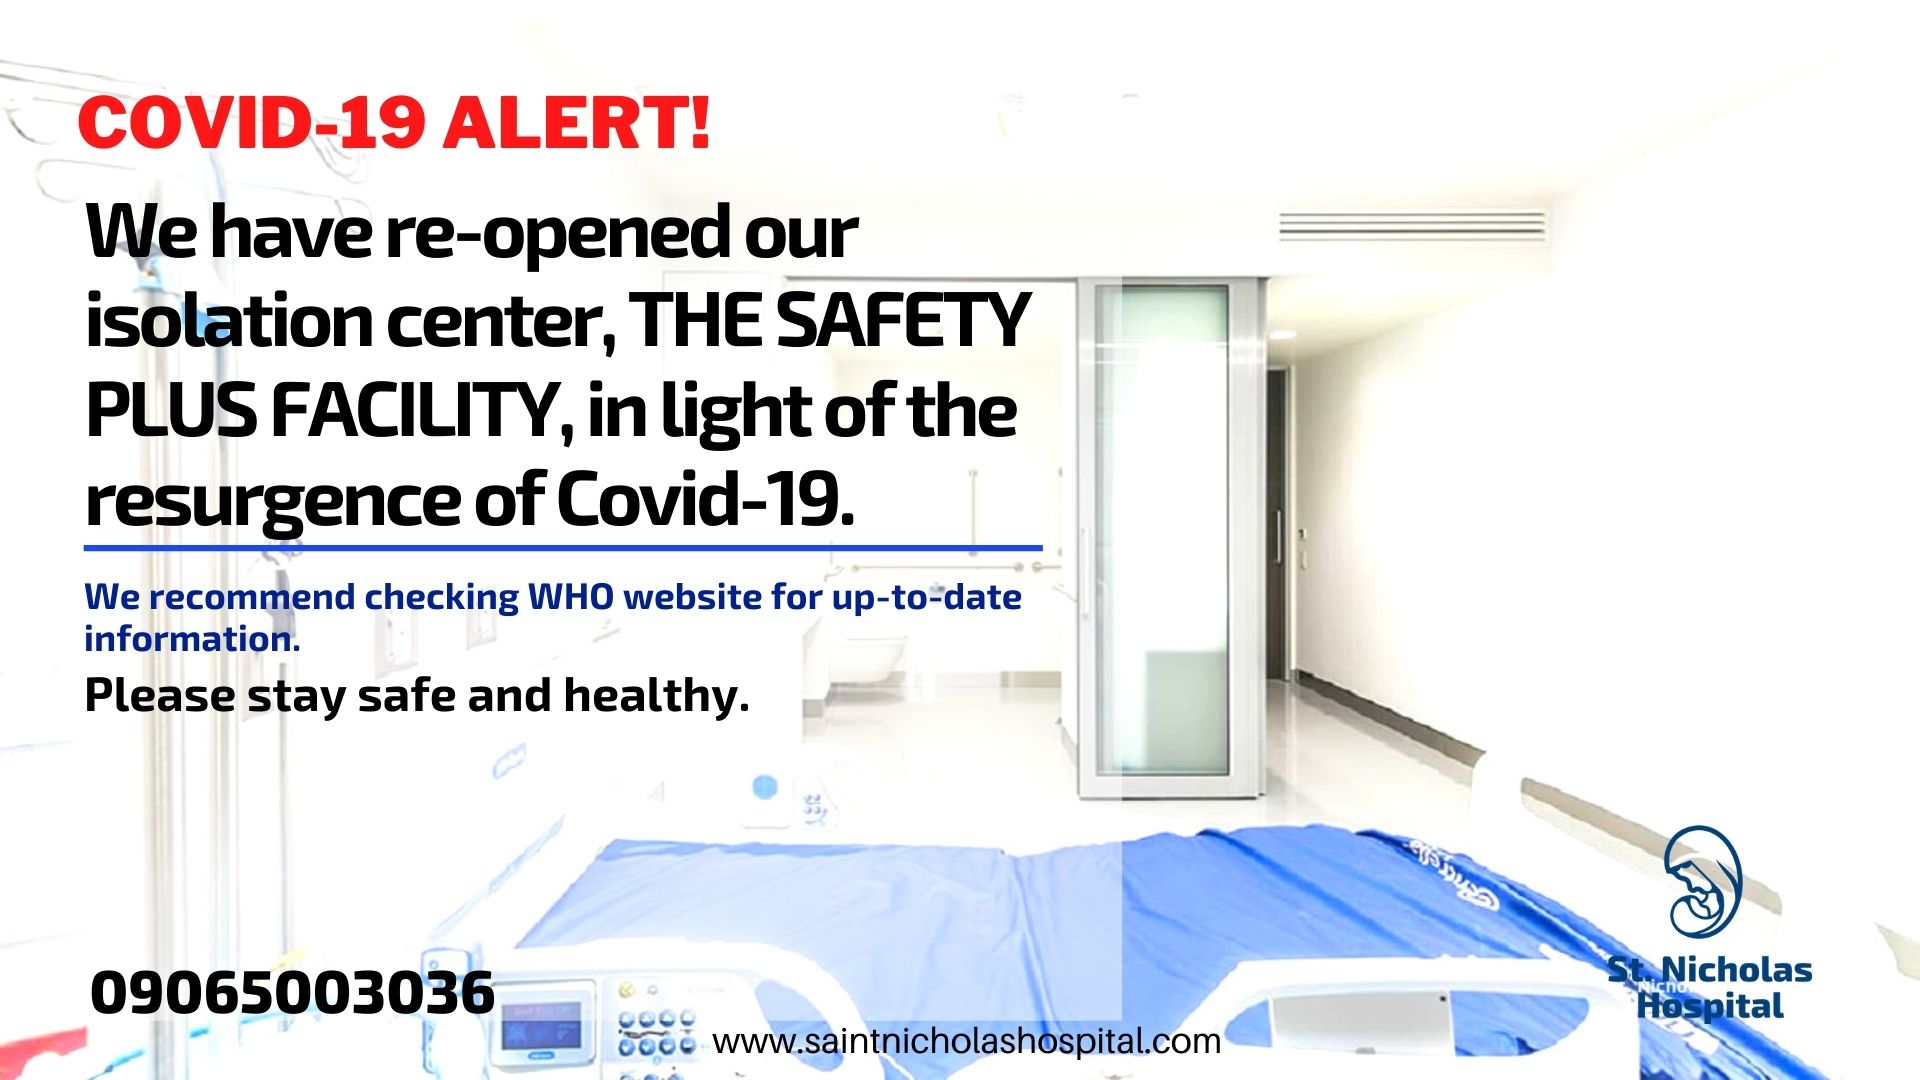 COVID-19 ALERT!
We have re-opened our
isolation center, THE SAFETY
PLUS FACILITY, in light of the
resurgence of Covid-19.
We recommend checking WHO website for up-to-date
information.
Please stay safe and healthy.
09065003036
www.saintnicholashospital.com
St. Nicholas
Hospital